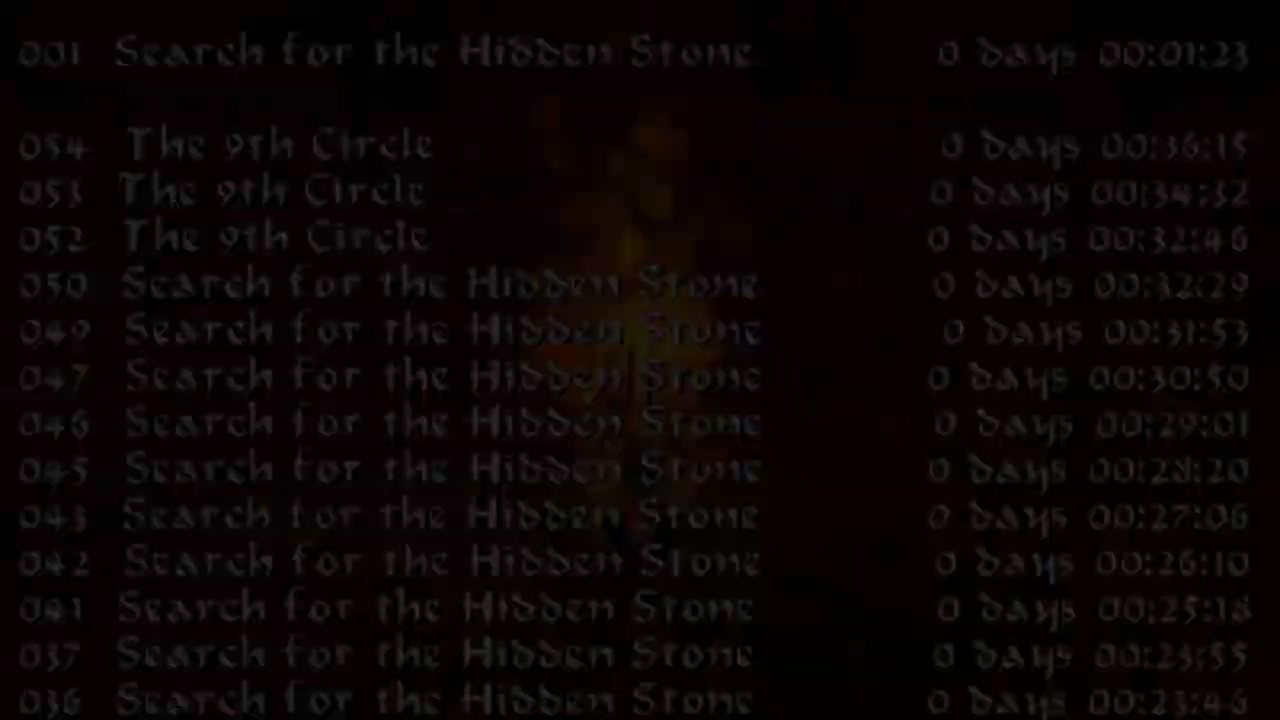 001 Search for the Hidden Stone 0 days 00:01:23
054 The 9th Circle 0 days 00:36:15
053 The 9th Circle 0 days 00:34:32
052 The 9th Circle 0 days 00:32:46
050 Search for the Hidden Stone 0 days 00:32:29
049 Search for the Hidden Stone 0 days 00:31:53
047 Search for the Hidden Stone 0 days 00:30:50
046 Search for the Hidden Stone 0 days 00:29:01
045 Search for the Hidden Stone 0 days 00:28:20
043 Search for the Hidden Stone 0 days 00:27:06
042 Search for the Hidden Stone 0 days 00:26:10
041 Search for the Hidden Stone 0 days 00:25:18
037 Search for the Hidden Stone 0 days 00:23:55
036 Search for the Hidden Stone 0 days 00:23:46